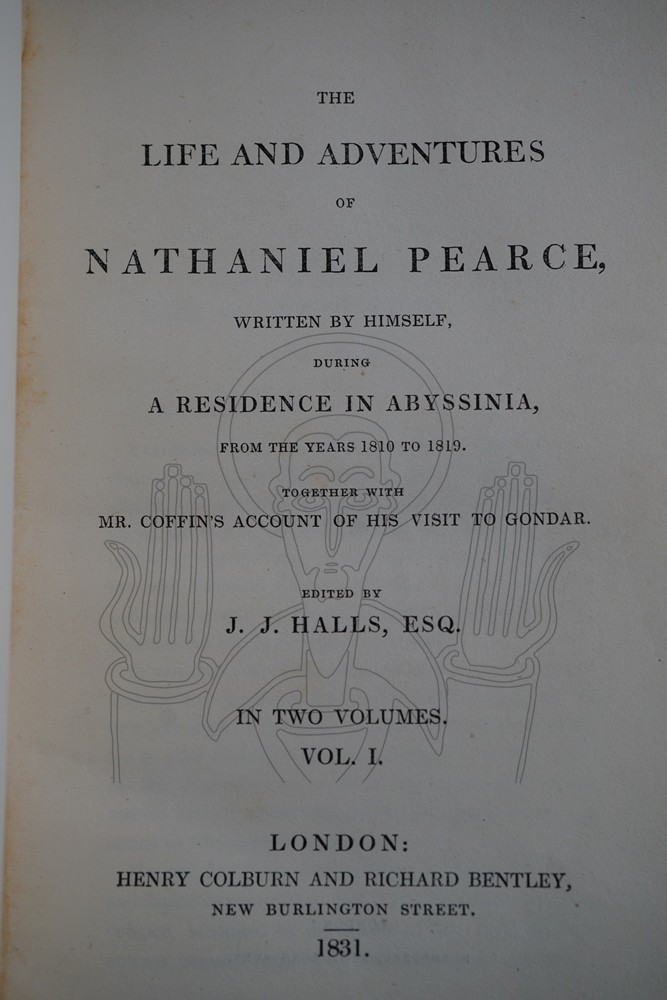 THE
LIFE AND ADVENTURES
OF
NATHANIEL PEARCE,
WRITTEN BY HIMSELF,
DURING
A RESIDENCE IN ABYSSINIA,
FROM THE YEARS 1810 TO 1819.
TOGETHER WITH
MR. COFFIN'S ACCOUNT OF HIS VISIT TO GONDAR.
EDITED BY
J. J. HALLS, ESQ.
IN TWO VOLUMES.
VOL. I.
LONDON:
HENRY COLBURN AND RICHARD BENTLEY,
NEW BURLINGTON STREET.
1831.